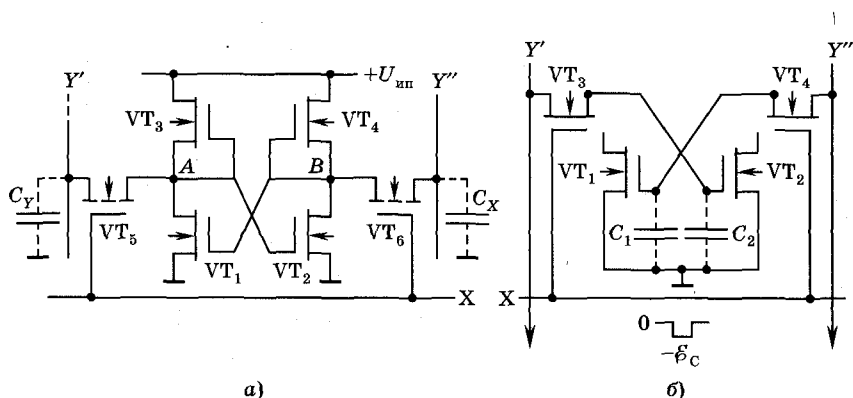 Y'
+U_ип
Y''
VT₃
VT₄
A
B
C_Y
C_X
VT₅
VT₆
VT₁
VT₂
X
а)
Y'
Y''
VT₃
VT₄
VT₁
VT₂
C₁
C₂
X
0
−ℰ_C
б)